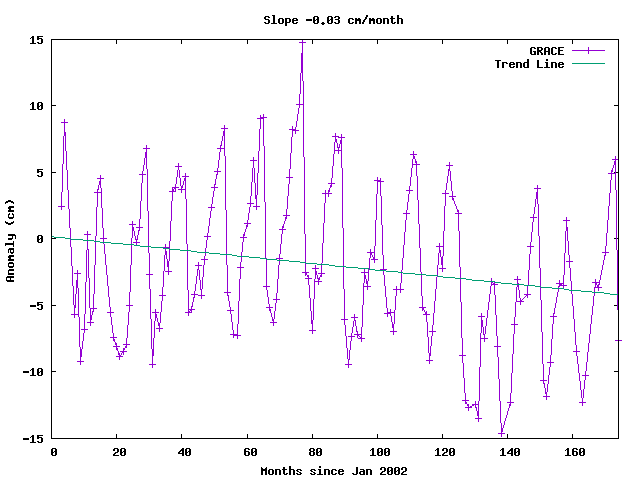 Slope -0.03 cm/month
GRACE
Trend Line
Anomaly (cm)
15
10
5
0
-5
-10
-15
0 20 40 60 80 100 120 140 160
Months since Jan 2002